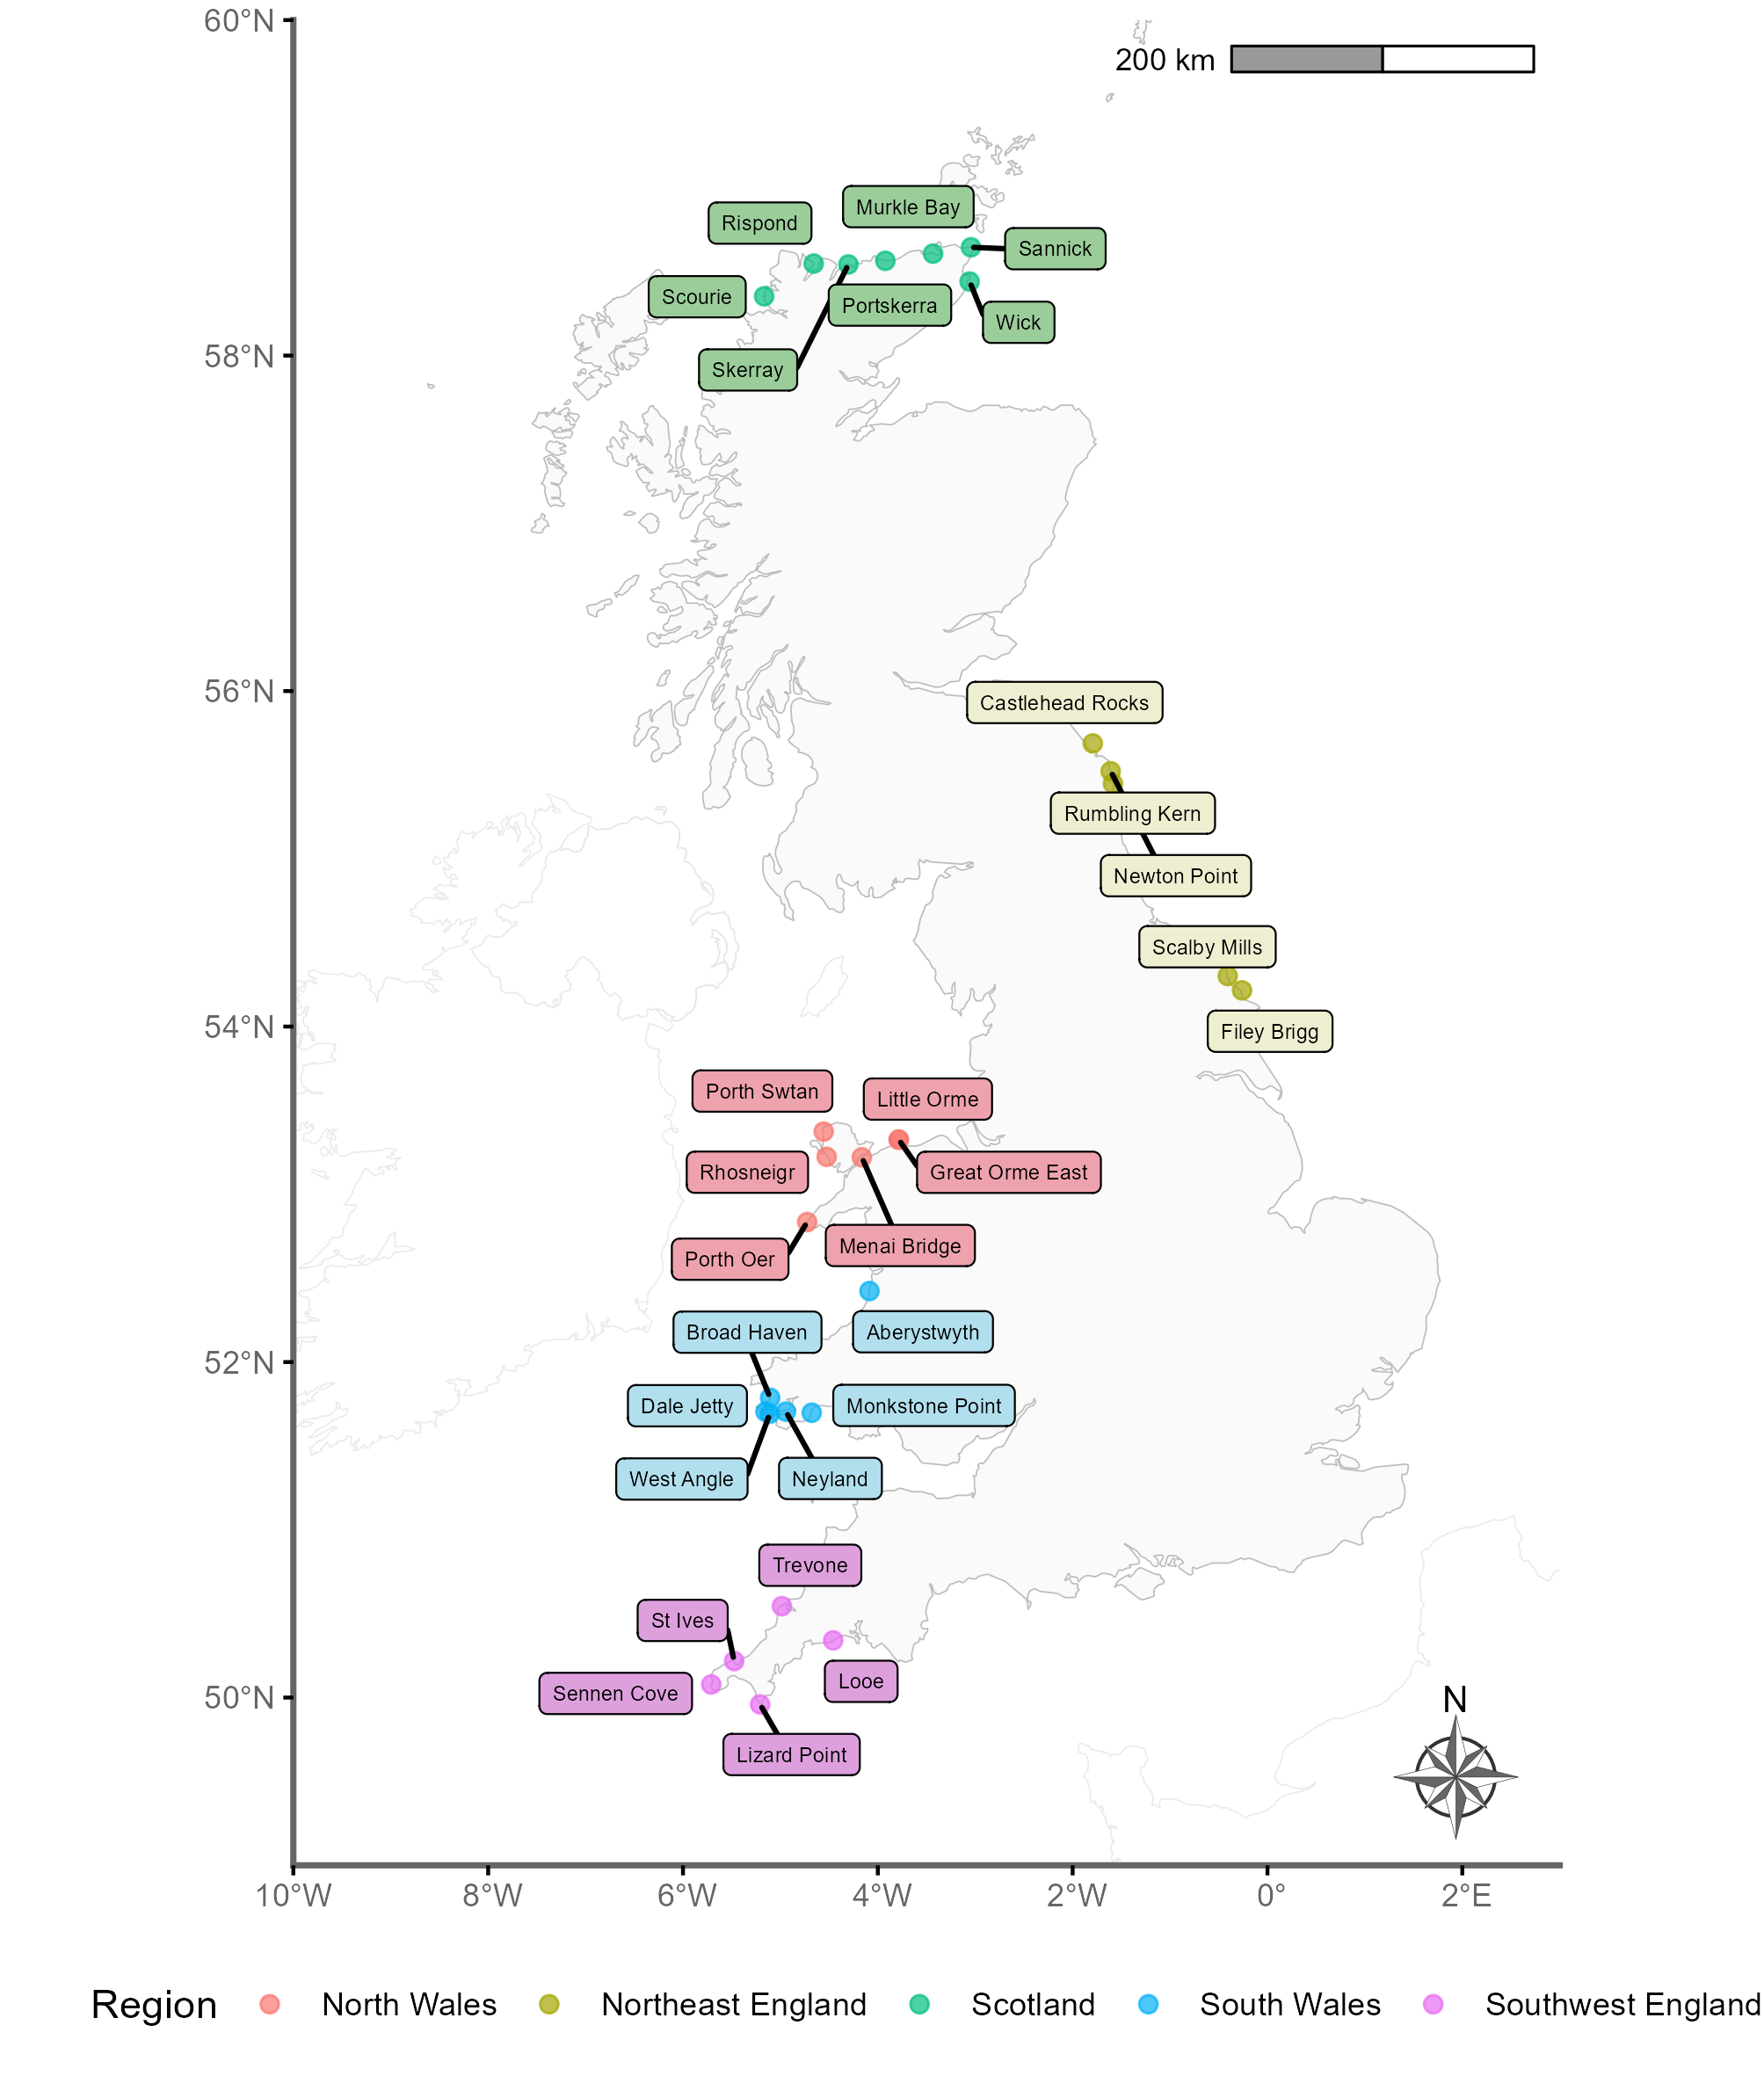 60°N
200 km
Murkle Bay
Rispond
Sannick
Scourie
Portskerra
Wick
58°N
Skerray
56°N
Castlehead Rocks
Rumbling Kern
Newton Point
Scalby Mills
54°N
Filey Brigg
Porth Swtan
Little Orme
Rhosneigr
Great Orme East
Menai Bridge
Porth Oer
Broad Haven
Aberystwyth
52°N
Dale Jetty
Monkstone Point
West Angle
Neyland
Trevone
St Ives
Looe
Sennen Cove
50°N
N
Lizard Point
10°W 8°W 6°W 4°W 2°W 0° 2°E
Region North Wales Northeast England Scotland South Wales Southwest England